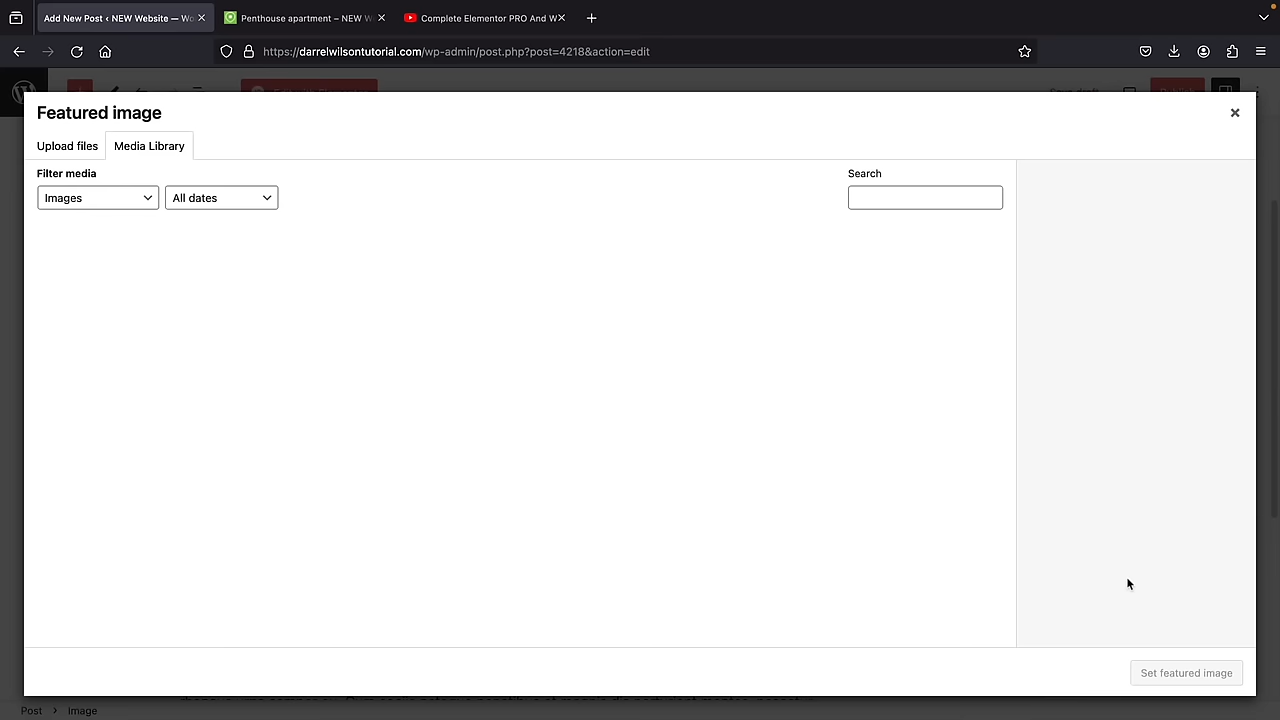 Add New Post ‹ NEW Website — Wo
Penthouse apartment – NEW W
Complete Elementor PRO And W
https://darrelwilsontutorial.com/wp-admin/post.php?post=4218&action=edit
Featured image
Upload files
Media Library
Filter media
Search
Images
All dates
Set featured image
Post › Image